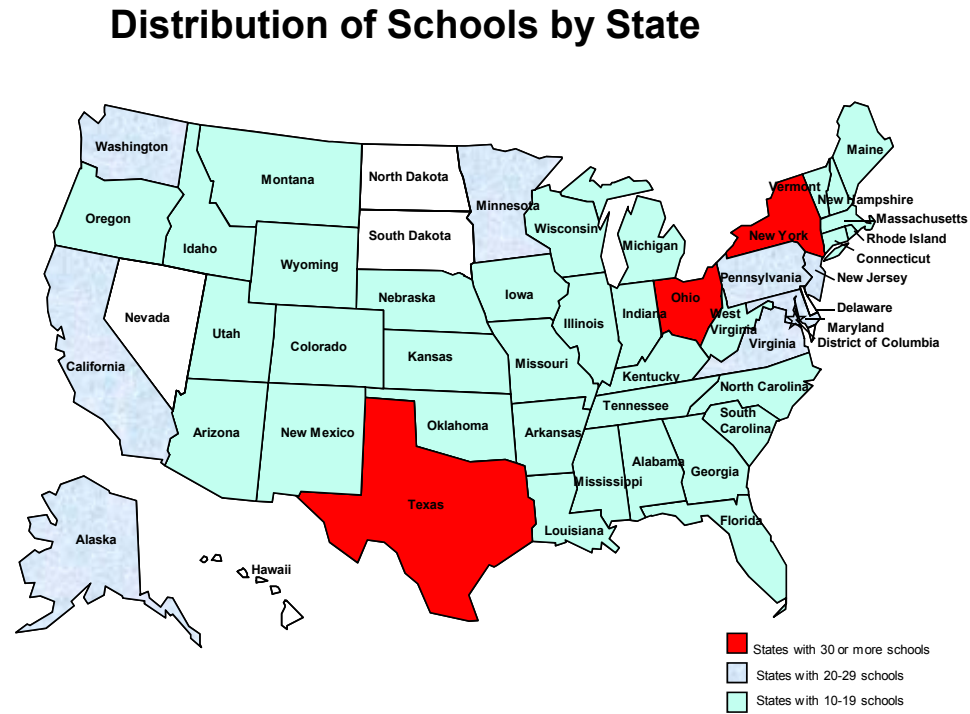 Distribution of Schools by State
Washington
Maine
Montana
North Dakota
Vermont
New Hampshire
Minnesota
Oregon
Massachusetts
South Dakota
Wisconsin
New York
Rhode Island
Idaho
Michigan
Connecticut
Wyoming
Pennsylvania
New Jersey
Nebraska
Iowa
Ohio
Delaware
Nevada
Illinois
Indiana
West
Virginia
Maryland
Utah
Colorado
Virginia
District of Columbia
California
Kansas
Missouri
Kentucky
North Carolina
Tennessee
South
Carolina
Arizona
New Mexico
Oklahoma
Arkansas
Alabama
Georgia
Mississippi
Texas
Louisiana
Florida
Alaska
Hawaii
States with 30 or more schools
States with 20-29 schools
States with 10-19 schools